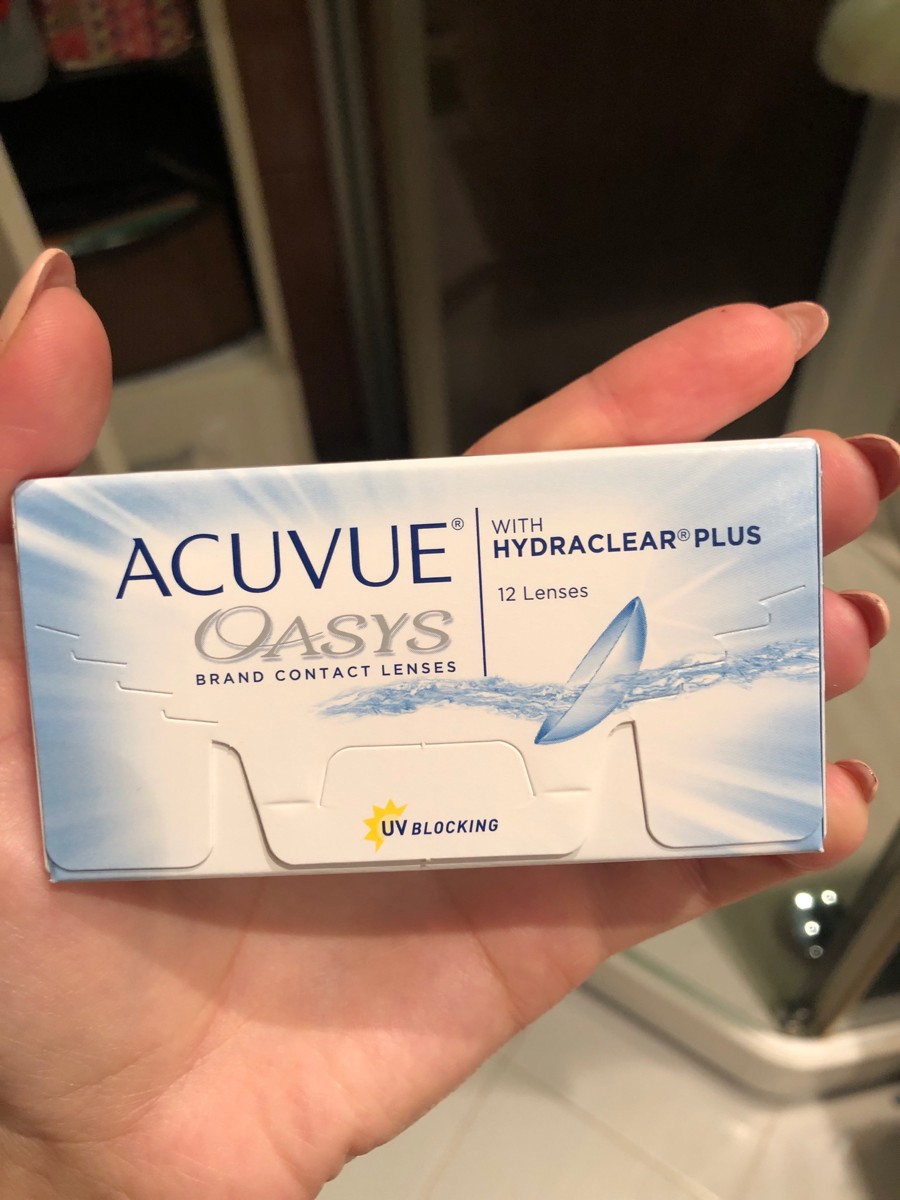 ACUVUE®
OASYS
BRAND CONTACT LENSES
WITH
HYDRACLEAR® PLUS
12 Lenses
UV BLOCKING